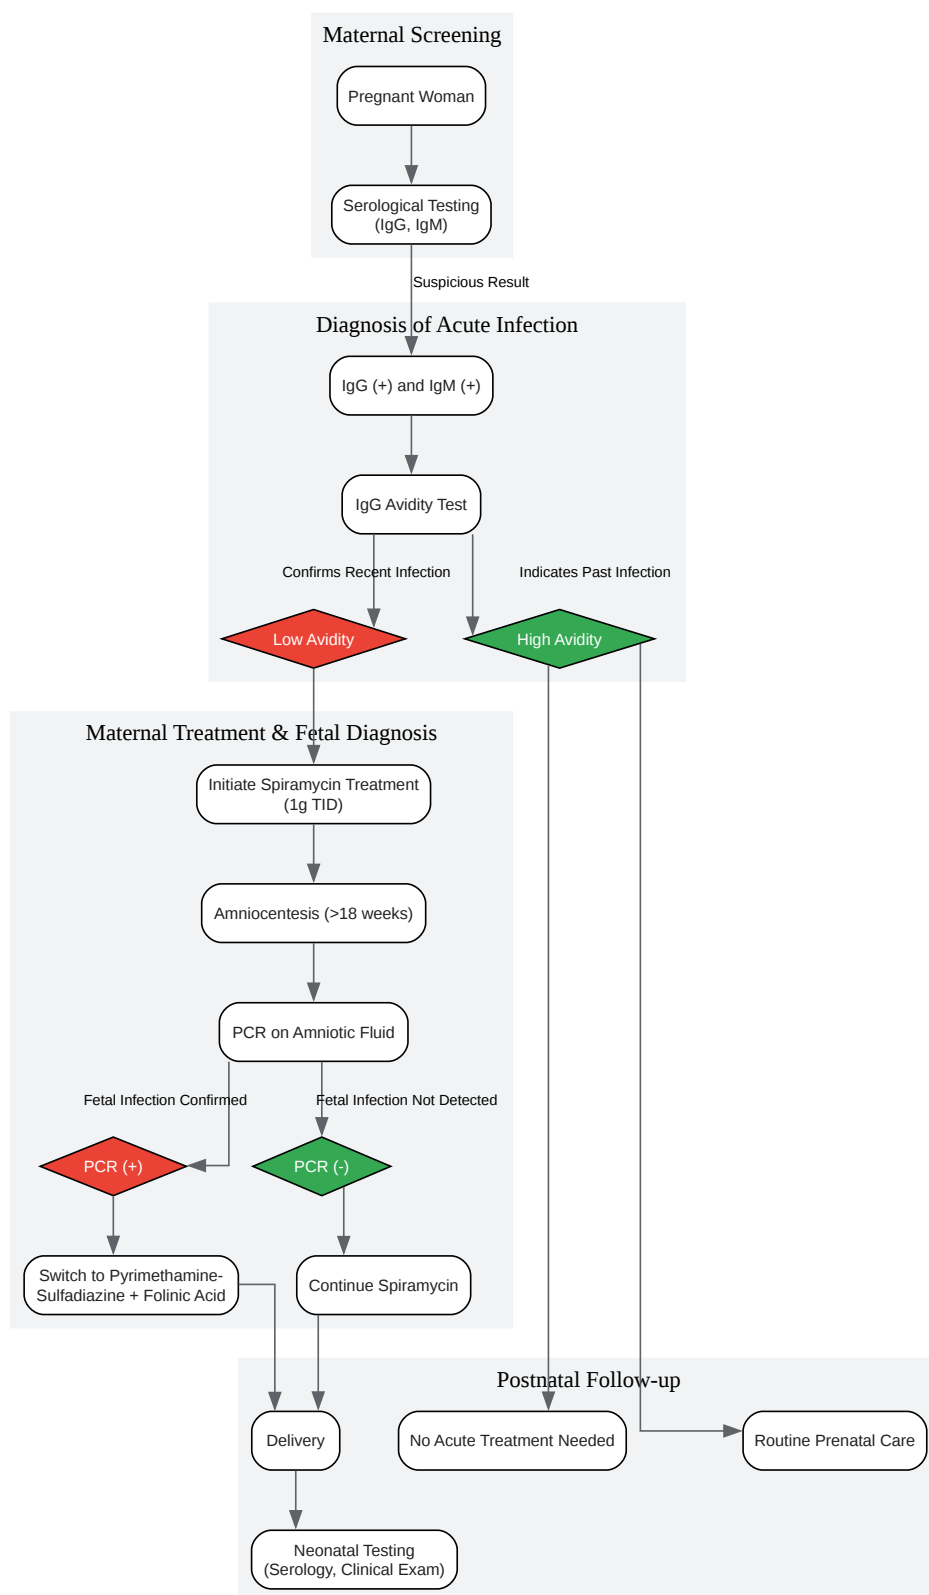 Maternal Screening
Pregnant Woman
Serological Testing
(IgG, IgM)
Suspicious Result
Diagnosis of Acute Infection
IgG (+) and IgM (+)
IgG Avidity Test
Confirms Recent Infection
Indicates Past Infection
Low Avidity
High Avidity
Maternal Treatment & Fetal Diagnosis
Initiate Spiramycin Treatment
(1g TID)
Amniocentesis (>18 weeks)
PCR on Amniotic Fluid
Fetal Infection Confirmed
Fetal Infection Not Detected
PCR (+)
PCR (-)
Switch to Pyrimethamine-
Sulfadiazine + Folinic Acid
Continue Spiramycin
Postnatal Follow-up
Delivery
No Acute Treatment Needed
Routine Prenatal Care
Neonatal Testing
(Serology, Clinical Exam)